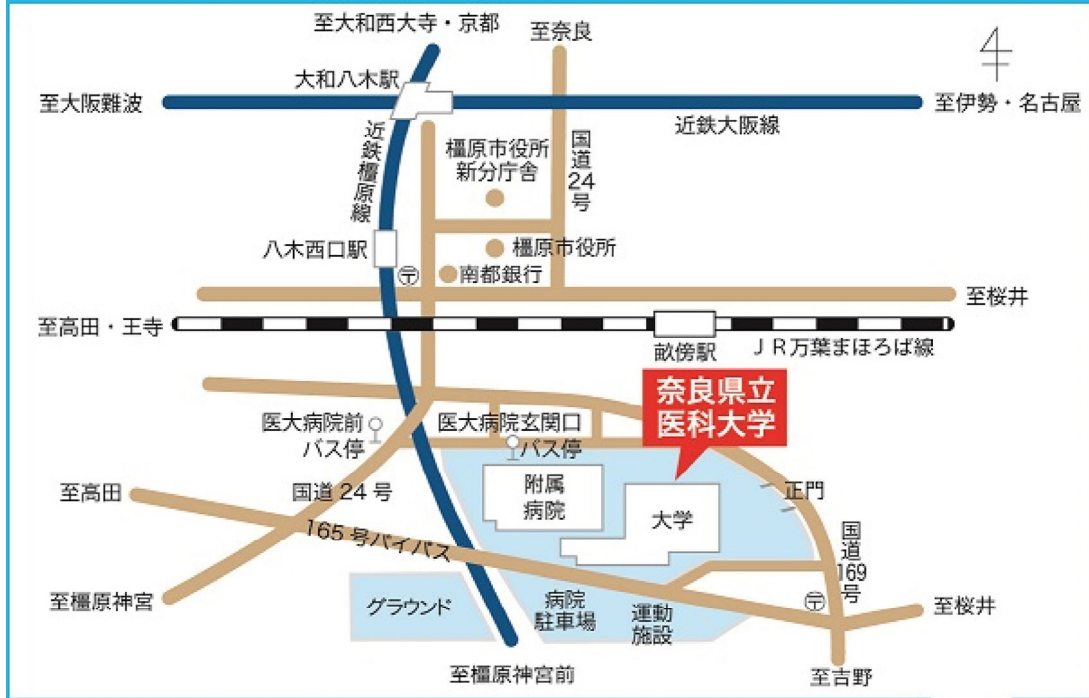 至大和西大寺・京都
至奈良
大和八木駅
至大阪難波
至伊勢・名古屋
近鉄大阪線
近鉄橿原線
橿原市役所
新分庁舎
国道24号
八木西口駅
橿原市役所
〒
南都銀行
至桜井
至高田・王寺
畝傍駅
JR万葉まほろば線
奈良県立
医科大学
医大病院前
バス停
医大病院玄関口
バス停
至高田
国道24号
附属
病院
大学
正門
165号バイパス
国道169号
至橿原神宮
グラウンド
病院
駐車場
運動
施設
〒
至桜井
至橿原神宮前
至吉野